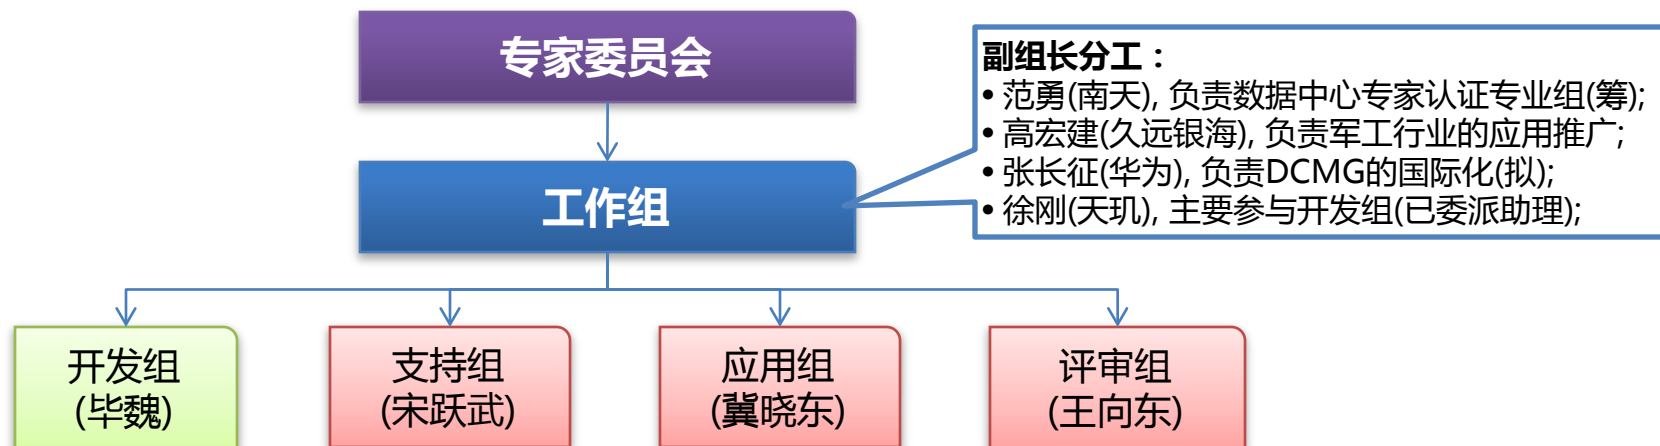 专家委员会
副组长分工：
• 范勇(南天), 负责数据中心专家认证专业组(筹);
• 高宏建(久远银海), 负责军工行业的应用推广;
• 张长征(华为), 负责DCMG的国际化(拟);
• 徐刚(天玑), 主要参与开发组(已委派助理);
工作组
开发组
(毕魏)
支持组
(宋跃武)
应用组
(冀晓东)
评审组
(王向东)